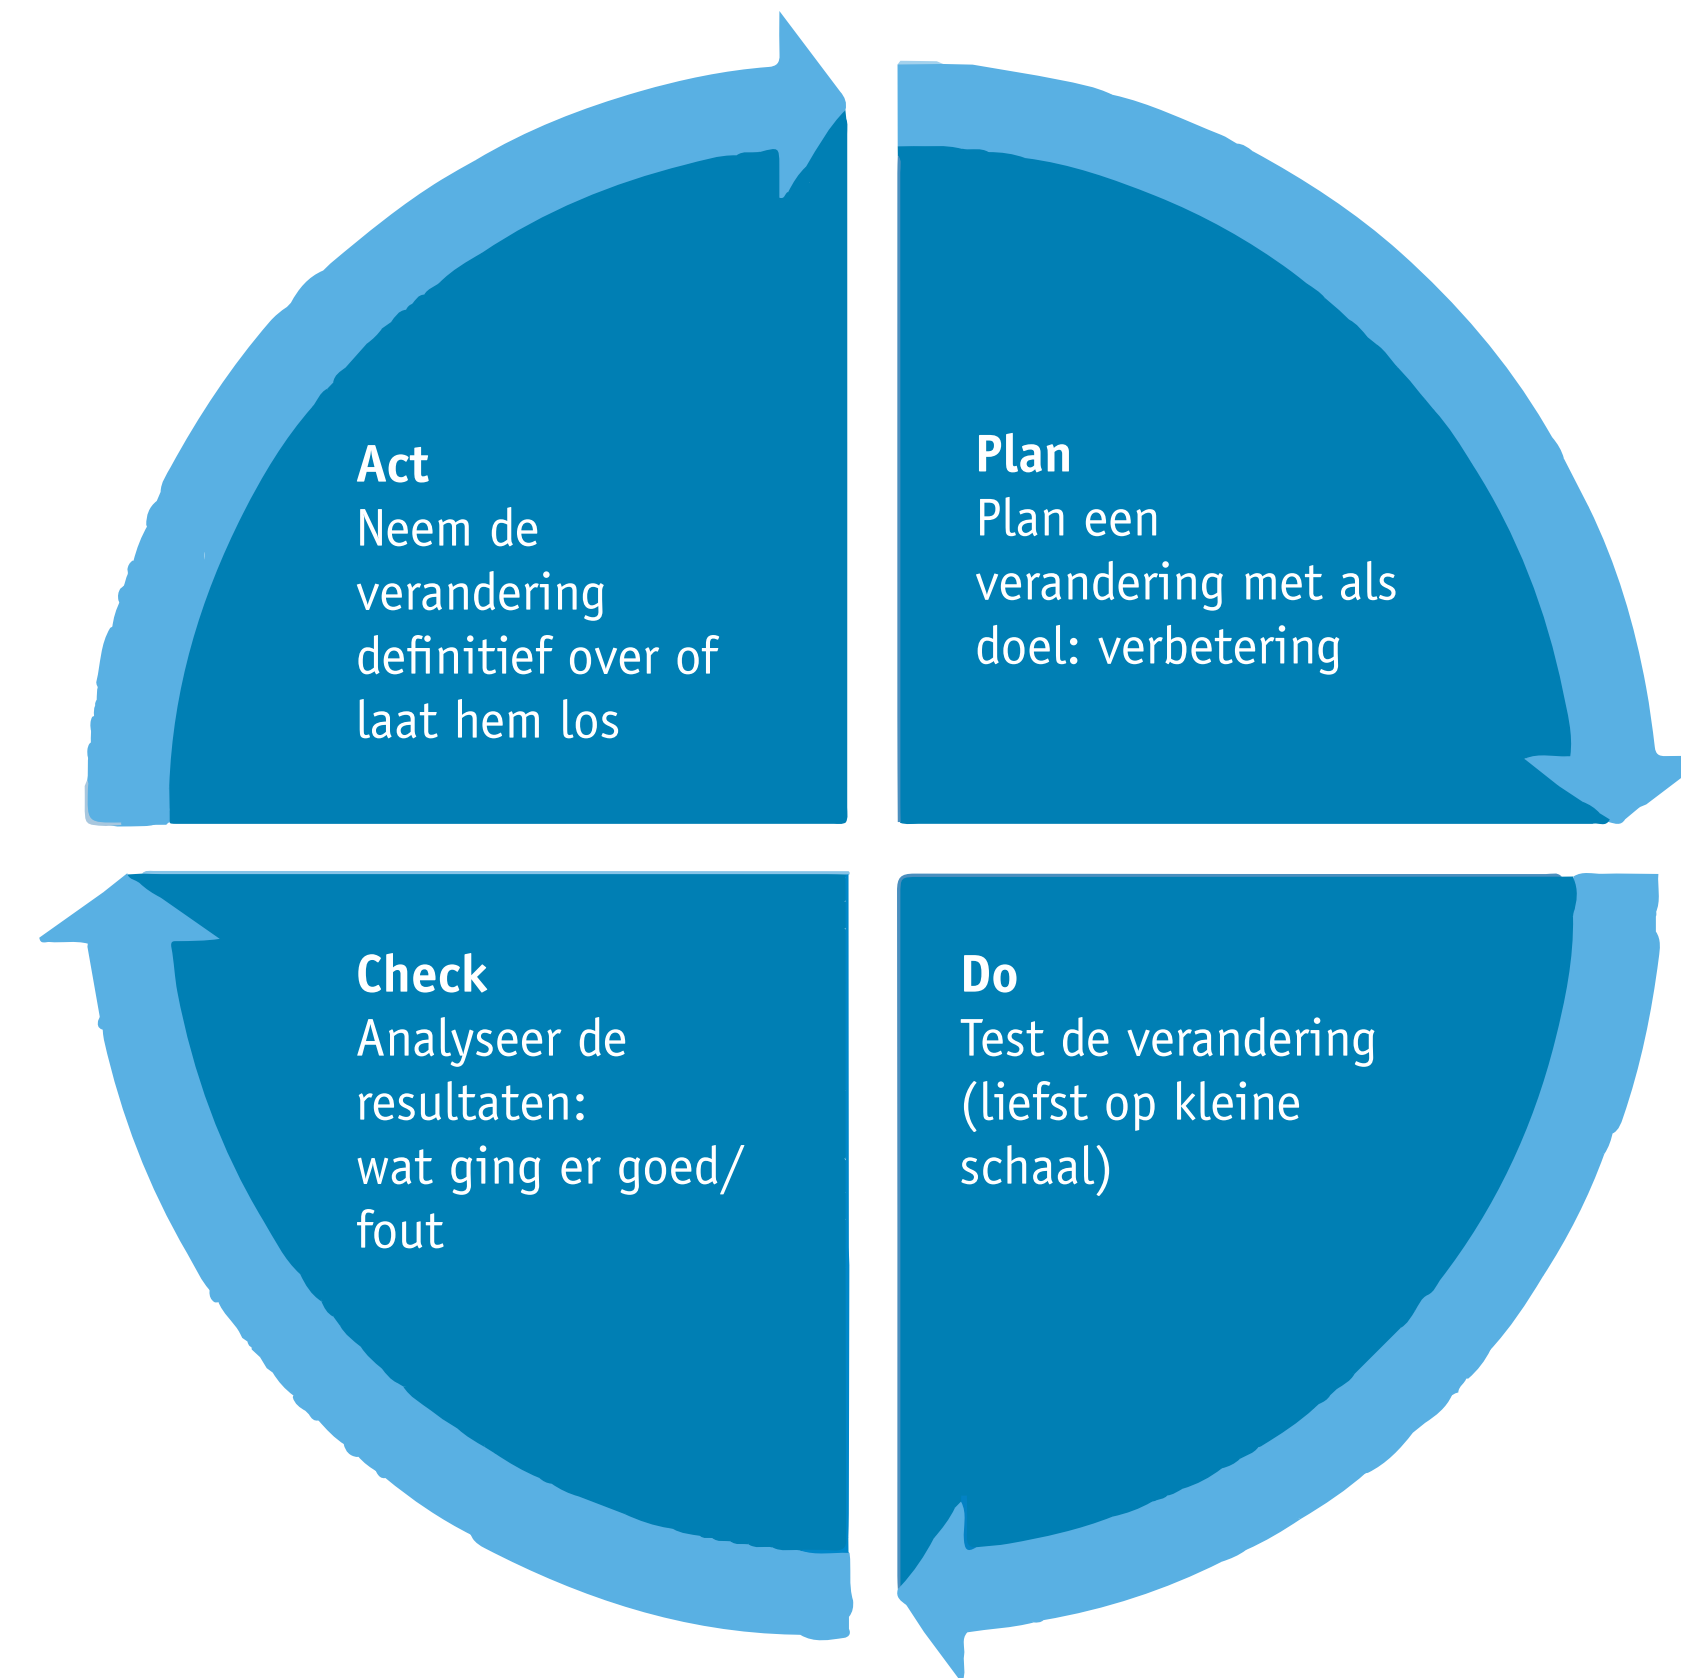 Act
Neem de
verandering
definitief over of
laat hem los
Plan
Plan een
verandering met als
doel: verbetering
Check
Analyseer de
resultaten:
wat ging er goed/
fout
Do
Test de verandering
(liefst op kleine
schaal)